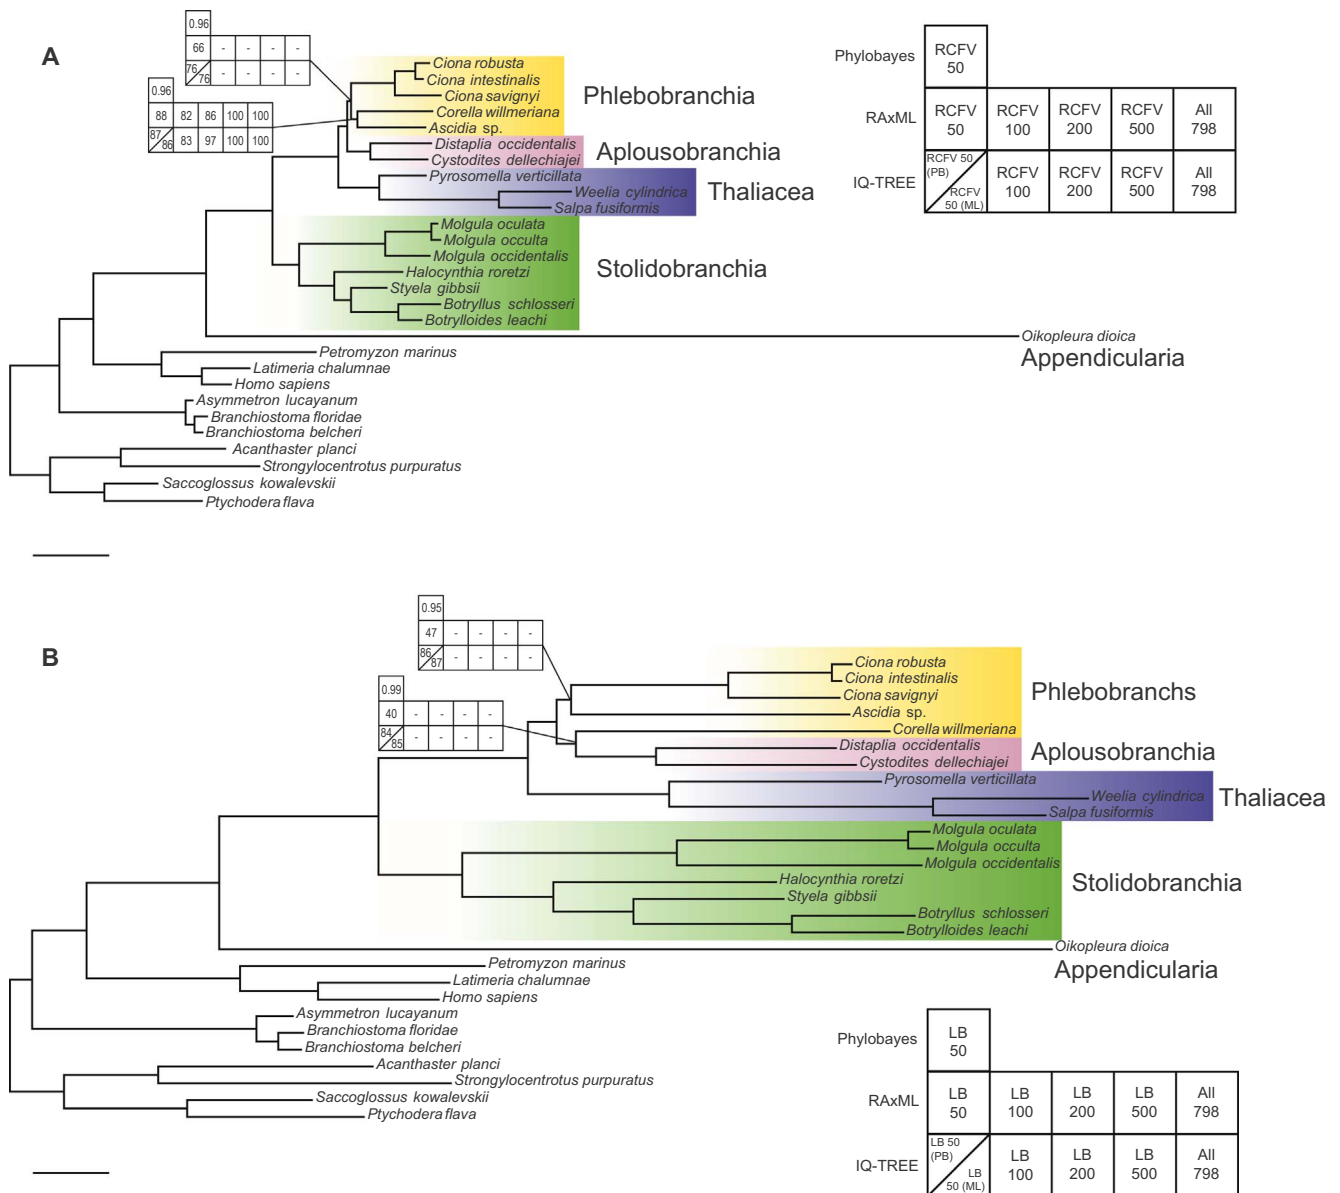 A
0.96
66 - - - -
76 76 - - - -
0.96
88 82 86 100 100
87 86 83 97 100 100
Ciona robusta
Ciona intestinalis
Ciona savignyi
Corella willmeriana
Ascidia sp.
Phlebobranchia
Distaplia occidentalis
Cystodites dellechiajei
Aplousobranchia
Pyrosomella verticillata
Weelia cylindrica
Salpa fusiformis
Thaliacea
Molgula oculata
Molgula occulta
Molgula occidentalis
Halocynthia roretzi
Styela gibbsii
Botryllus schlosseri
Botrylloides leachi
Stolidobranchia
Oikopleura dioica
Appendicularia
Petromyzon marinus
Latimeria chalumnae
Homo sapiens
Asymmetron lucayanum
Branchiostoma floridae
Branchiostoma belcheri
Acanthaster planci
Strongylocentrotus purpuratus
Saccoglossus kowalevskii
Ptychodera flava
Phylobayes
RCFV
50
RAxML
RCFV RCFV RCFV RCFV All
50 100 200 500 798
IQ-TREE
RCFV 50
(PB)
RCFV
50 (ML)
RCFV RCFV RCFV All
100 200 500 798
B
0.95
47 - - - -
86 87 - - - -
0.99
40 - - - -
84 85 - - - -
Ciona robusta
Ciona intestinalis
Ciona savignyi
Ascidia sp.
Corella willmeriana
Phlebobranchs
Distaplia occidentalis
Cystodites dellechiajei
Aplousobranchia
Pyrosomella verticillata
Weelia cylindrica
Salpa fusiformis
Thaliacea
Molgula oculata
Molgula occulta
Molgula occidentalis
Halocynthia roretzi
Styela gibbsii
Botryllus schlosseri
Botrylloides leachi
Stolidobranchia
Oikopleura dioica
Appendicularia
Petromyzon marinus
Latimeria chalumnae
Homo sapiens
Asymmetron lucayanum
Branchiostoma floridae
Branchiostoma belcheri
Acanthaster planci
Strongylocentrotus purpuratus
Saccoglossus kowalevskii
Ptychodera flava
Phylobayes
LB
50
RAxML
LB LB LB LB All
50 100 200 500 798
IQ-TREE
LB 50
(PB)
LB
50 (ML)
LB LB LB All
100 200 500 798